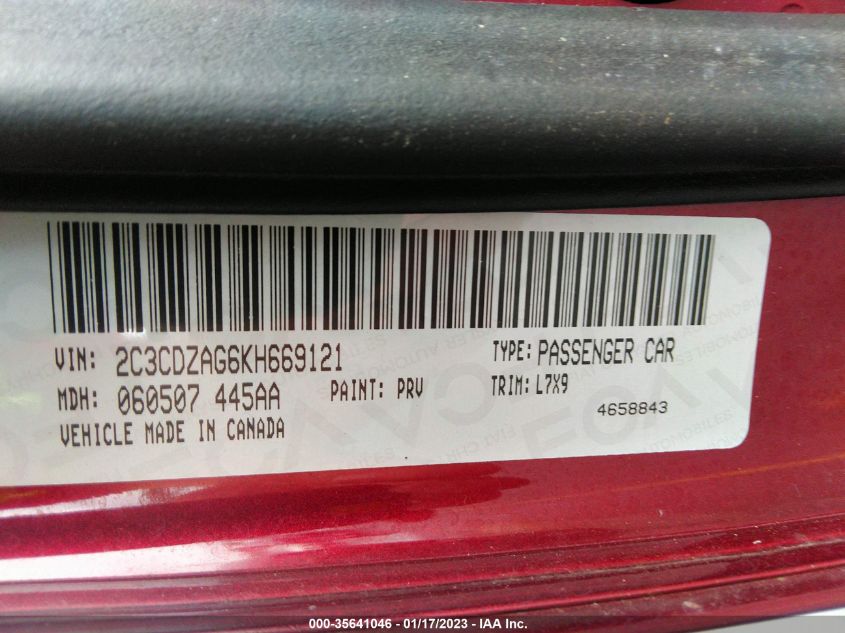 VIN: 2C3CDZAG6KH669121 TYPE: PASSENGER CAR
MDH: 060507 445AA PAINT: PRV TRIM: L7X9
4658843
VEHICLE MADE IN CANADA
000-35641046 - 01/17/2023 - IAA Inc.